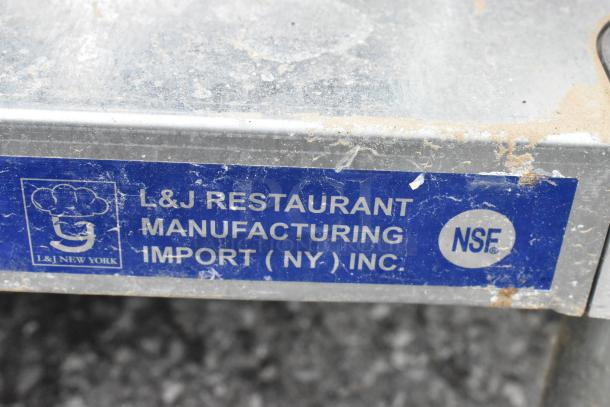 L&J RESTAURANT
MANUFACTURING
IMPORT ( NY ) INC.
L&J NEW YORK
NSF®